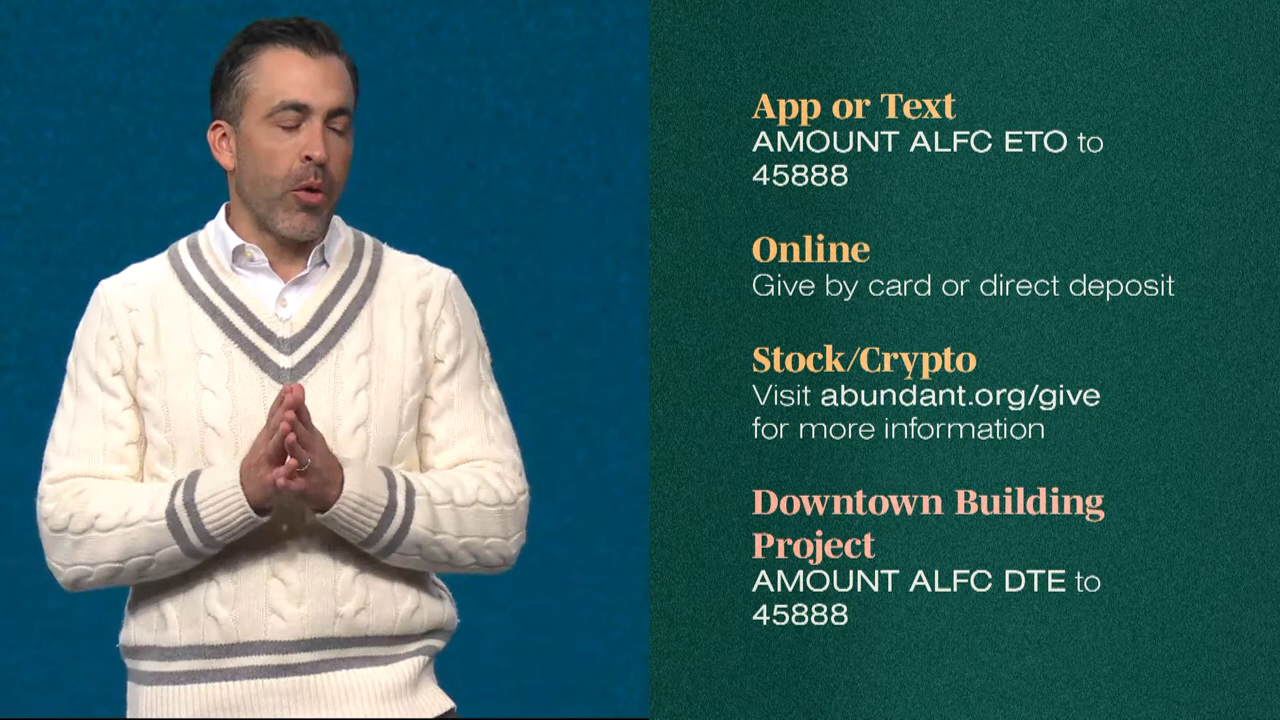 App or Text
AMOUNT ALFC ETO to
45888
Online
Give by card or direct deposit
Stock/Crypto
Visit abundant.org/give
for more information
Downtown Building
Project
AMOUNT ALFC DTE to
45888